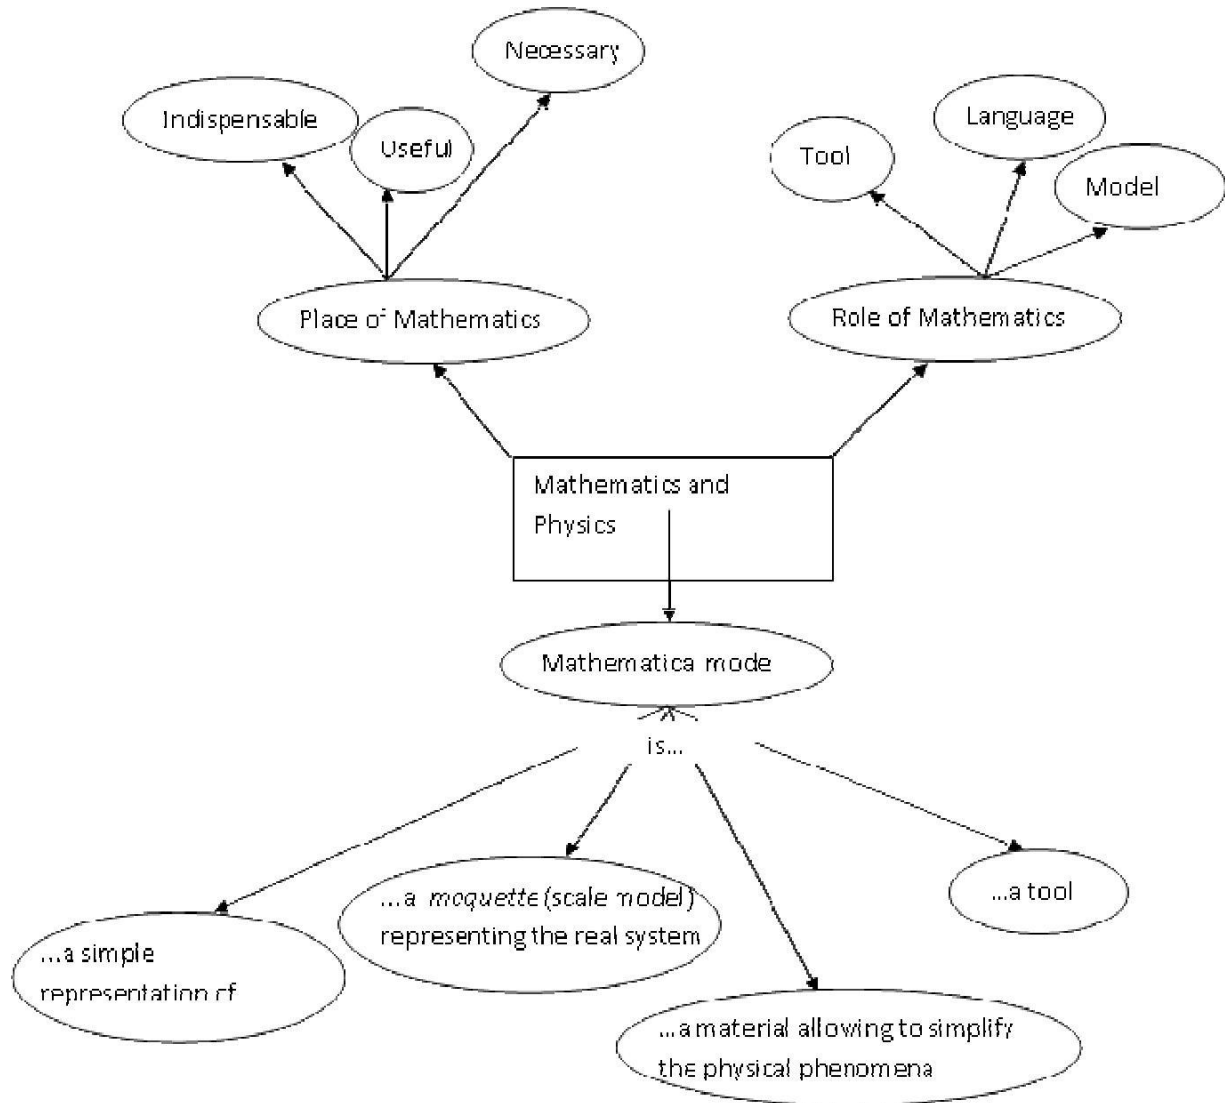 Necessary
Indispensable
Useful
Language
Tool
Model
Place of Mathematics
Role of Mathematics
Mathematics and
Physics
Mathematica mode
is...
...a moquette (scale model)
representing the real system
...a tool
...a simple
representation of
...a material allowing to simplify
the physical phenomena